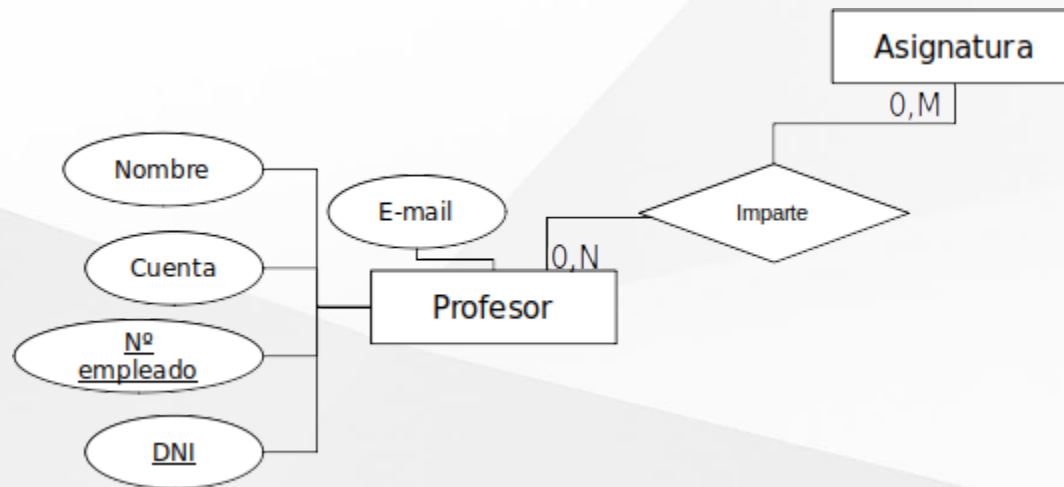 Asignatura
0,M
Nombre
E-mail
Imparte
Cuenta
0,N
Profesor
Nº
empleado
DNI